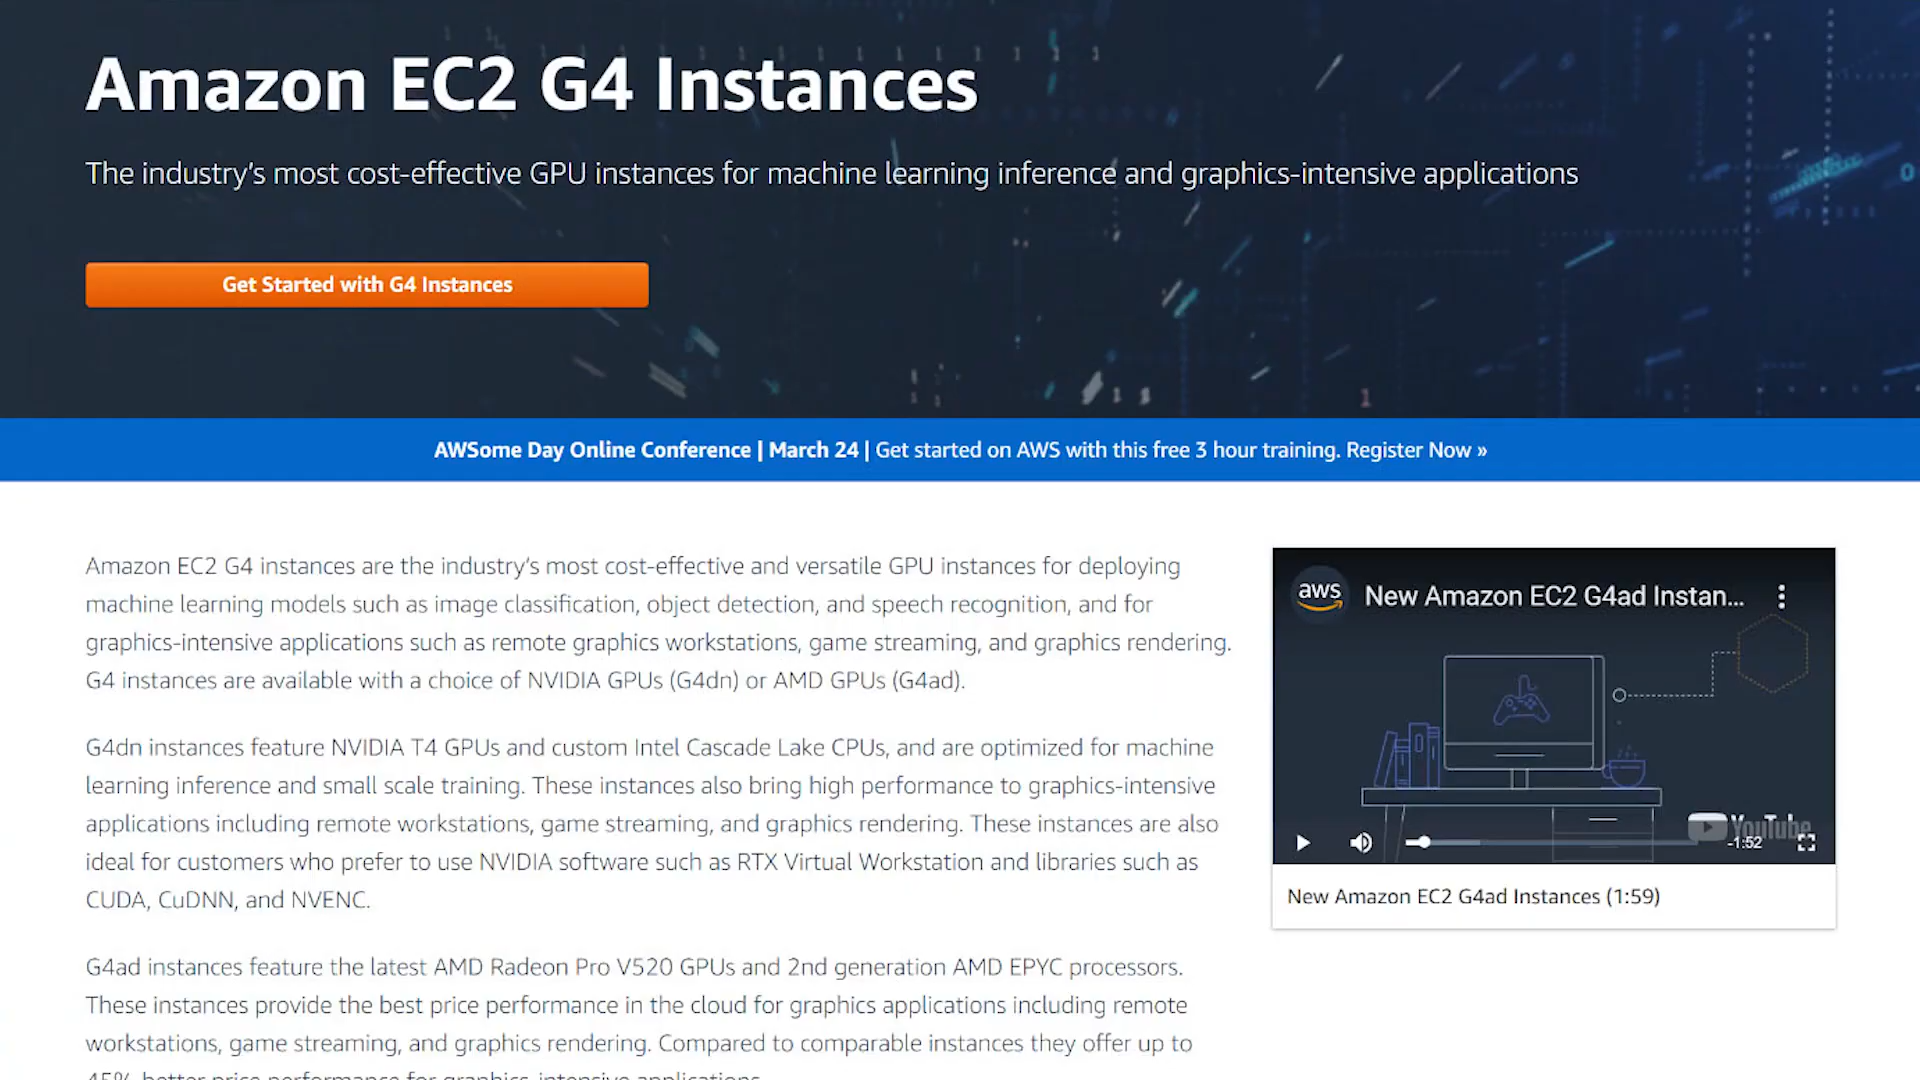 Amazon EC2 G4 Instances
The industry's most cost-effective GPU instances for machine learning inference and graphics-intensive applications
Get Started with G4 Instances
AWSome Day Online Conference | March 24 | Get started on AWS with this free 3 hour training. Register Now »
Amazon EC2 G4 instances are the industry's most cost-effective and versatile GPU instances for deploying
machine learning models such as image classification, object detection, and speech recognition, and for
graphics-intensive applications such as remote graphics workstations, game streaming, and graphics rendering.
G4 instances are available with a choice of NVIDIA GPUs (G4dn) or AMD GPUs (G4ad).
G4dn instances feature NVIDIA T4 GPUs and custom Intel Cascade Lake CPUs, and are optimized for machine
learning inference and small scale training. These instances also bring high performance to graphics-intensive
applications including remote workstations, game streaming, and graphics rendering. These instances are also
ideal for customers who prefer to use NVIDIA software such as RTX Virtual Workstation and libraries such as
CUDA, CuDNN, and NVENC.
G4ad instances feature the latest AMD Radeon Pro V520 GPUs and 2nd generation AMD EPYC processors.
These instances provide the best price performance in the cloud for graphics applications including remote
workstations, game streaming, and graphics rendering. Compared to comparable instances they offer up to
45% better price performance for graphics-intensive applications
aws
New Amazon EC2 G4ad Instan...
YouTube
-1:52
New Amazon EC2 G4ad Instances (1:59)